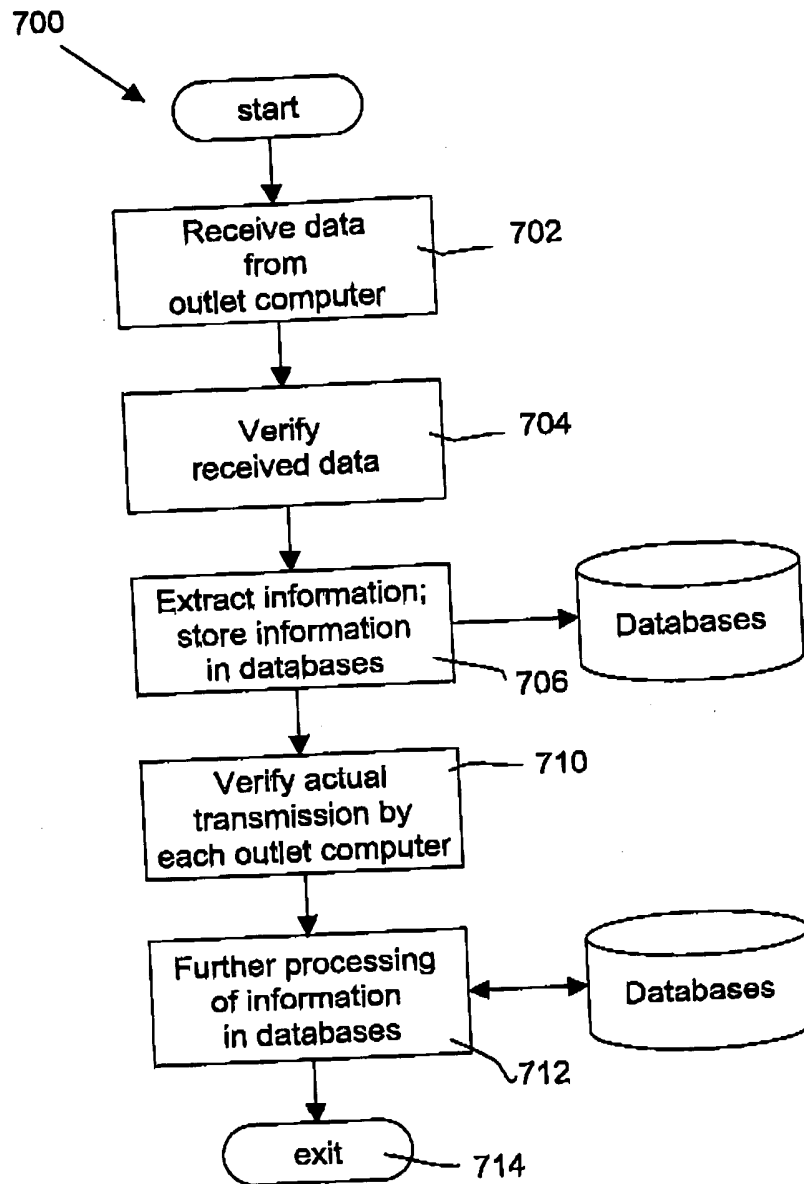 700
start
Receive data
from
outlet computer
702
Verify
received data
704
Extract information;
store information
in databases
706
Databases
Verify actual
transmission by
each outlet computer
710
Further processing
of information
in databases
712
Databases
exit
714